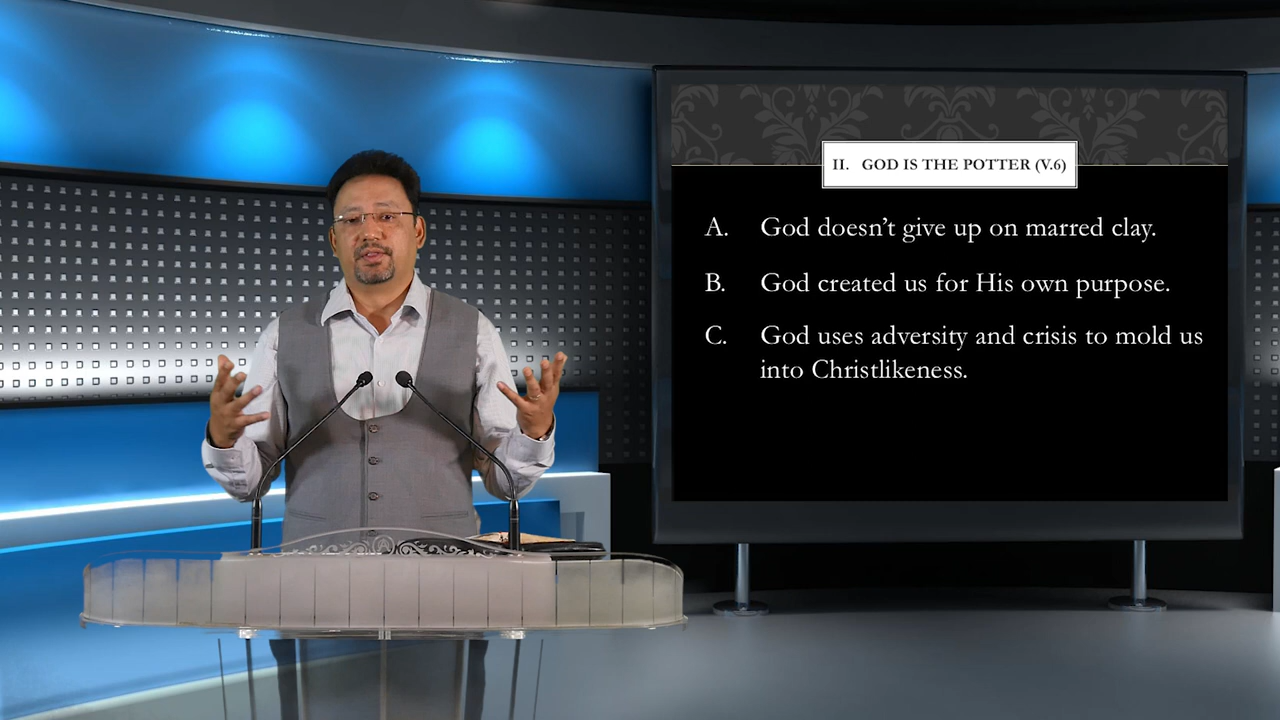 II. GOD IS THE POTTER (V.6)
A. God doesn’t give up on marred clay.
B. God created us for His own purpose.
C. God uses adversity and crisis to mold us
into Christlikeness.